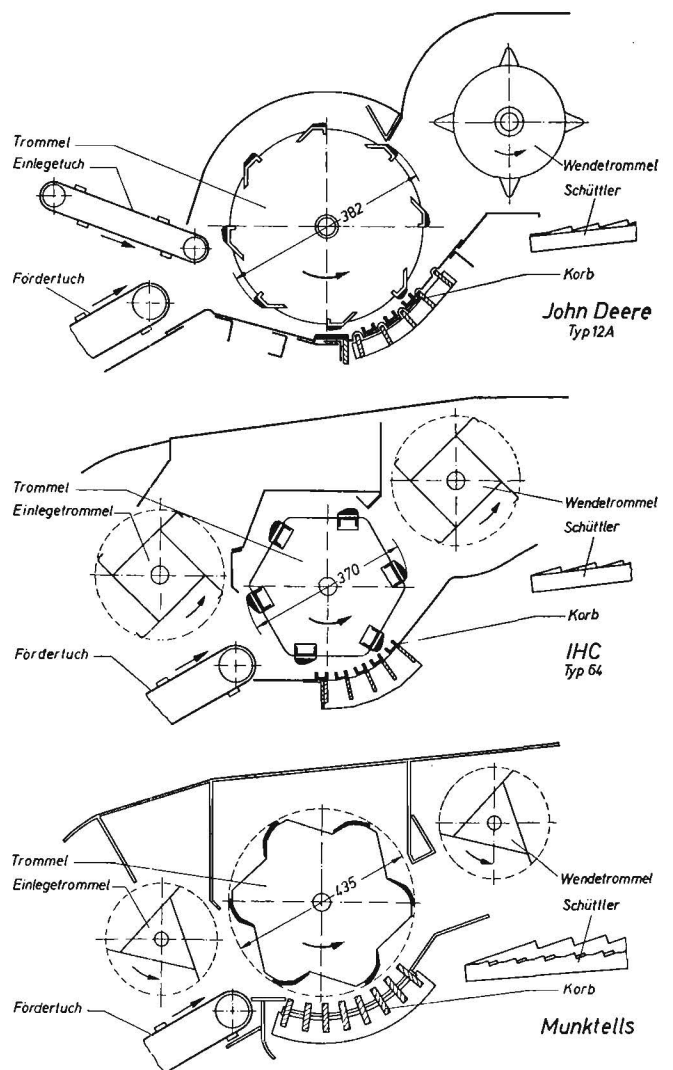 Trommel
Einlegetuch
382
Wendetrommel
Schüttler
Fördertuch
Korb
John Deere
Typ 12A
Trommel
Einlegetrommel
370
Wendetrommel
Schüttler
Korb
Fördertuch
IHC
Typ 64
Trommel
Einlegetrommel
435
Wendetrommel
Schüttler
Korb
Fördertuch
Munktells